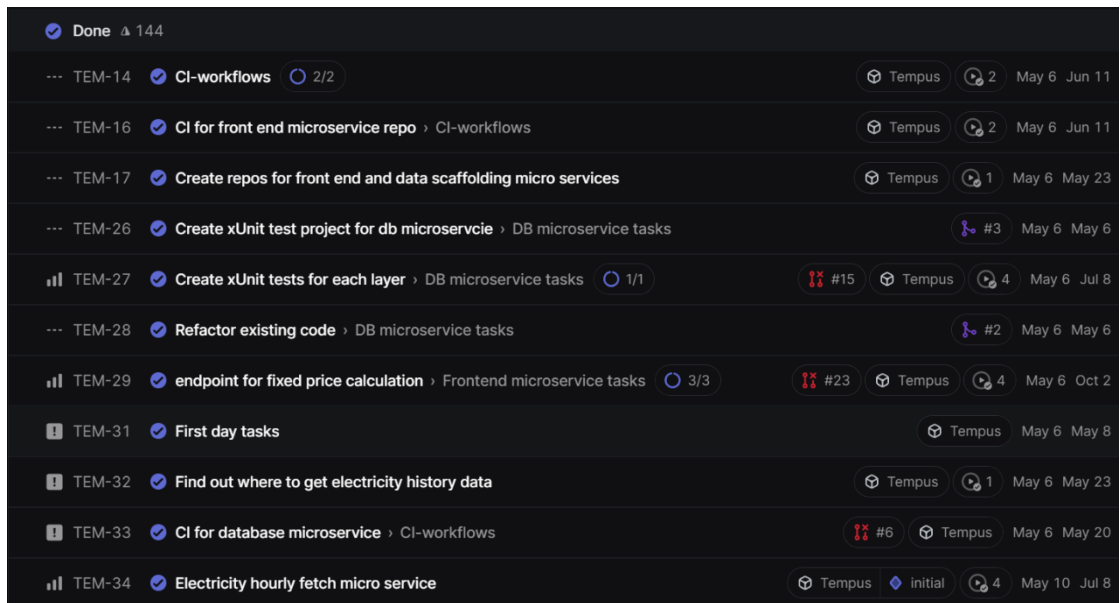 Done 144
--- TEM-14 CI-workflows 2/2 Tempus 2 May 6 Jun 11
--- TEM-16 CI for front end microservice repo › CI-workflows Tempus 2 May 6 Jun 11
--- TEM-17 Create repos for front end and data scaffolding micro services Tempus 1 May 6 May 23
--- TEM-26 Create xUnit test project for db microservcie › DB microservice tasks #3 May 6 May 6
TEM-27 Create xUnit tests for each layer › DB microservice tasks 1/1 #15 Tempus 4 May 6 Jul 8
--- TEM-28 Refactor existing code › DB microservice tasks #2 May 6 May 6
TEM-29 endpoint for fixed price calculation › Frontend microservice tasks 3/3 #23 Tempus 4 May 6 Oct 2
! TEM-31 First day tasks Tempus May 6 May 8
! TEM-32 Find out where to get electricity history data Tempus 1 May 6 May 23
! TEM-33 CI for database microservice › CI-workflows #6 Tempus May 6 May 20
TEM-34 Electricity hourly fetch micro service Tempus initial 4 May 10 Jul 8